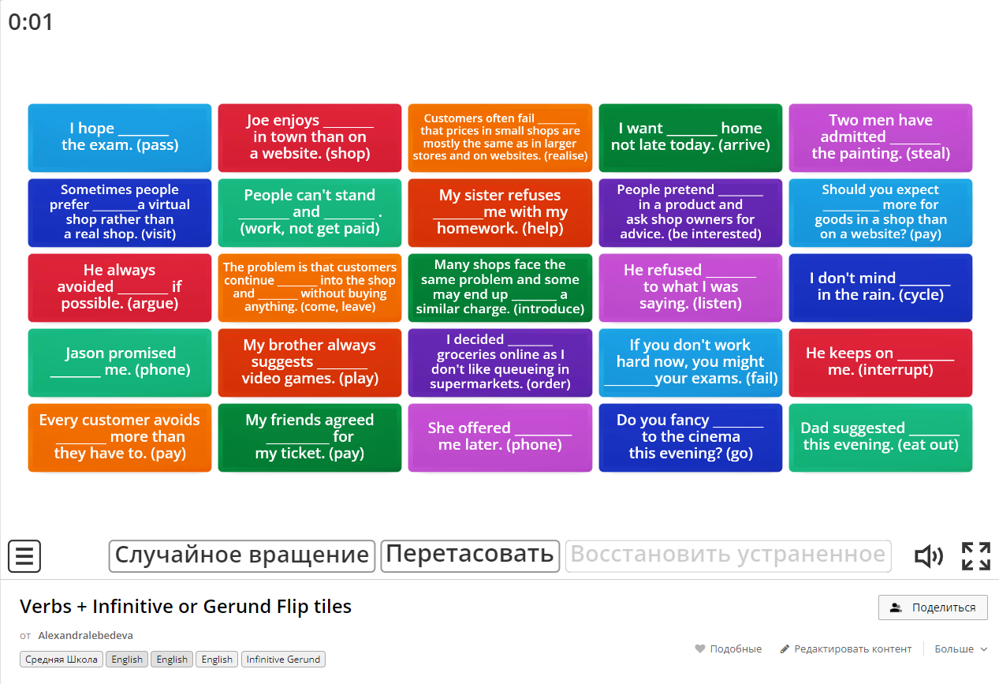 0:01
I hope _______
the exam. (pass)
Joe enjoys _______
in town than on
a website. (shop)
Customers often fail _______
that prices in small shops are
mostly the same as in larger
stores and on websites. (realise)
I want _______ home
not late today. (arrive)
Two men have
admitted _______
the painting. (steal)
Sometimes people
prefer _______a virtual
shop rather than
a real shop. (visit)
People can't stand
_______ and _______ .
(work, not get paid)
My sister refuses
_______me with my
homework. (help)
People pretend _______
in a product and
ask shop owners for
advice. (be interested)
Should you expect
_________ more for
goods in a shop than
on a website? (pay)
He always
avoided _______ if
possible. (argue)
The problem is that customers
continue _______ into the shop
and _______ without buying
anything. (come, leave)
Many shops face the
same problem and some
may end up _______ a
similar charge. (introduce)
He refused _______
to what I was
saying. (listen)
I don't mind _______
in the rain. (cycle)
Jason promised
_______ me. (phone)
My brother always
suggests _______
video games. (play)
I decided _______
groceries online as I
don't like queueing in
supermarkets. (order)
If you don't work
hard now, you might
_______your exams. (fail)
He keeps on ________
me. (interrupt)
Every customer avoids
_______ more than
they have to. (pay)
My friends agreed
_________ for
my ticket. (pay)
She offered ________
me later. (phone)
Do you fancy _______
to the cinema
this evening? (go)
Dad suggested _______
this evening. (eat out)
Случайное вращение
Перетасовать
Восстановить устраненное
Verbs + Infinitive or Gerund Flip tiles
Поделиться
от Alexandralebedeva
Подобные
Редактировать контент
Больше
Средняя Школа English English English Infinitive Gerund